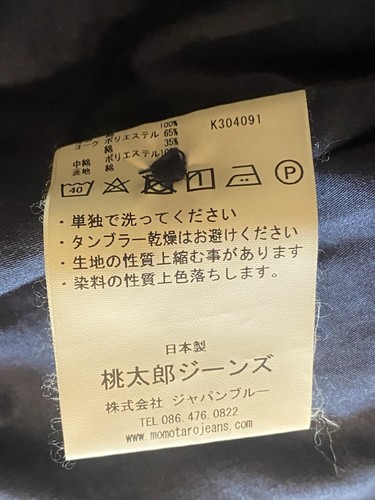 100%
K304091
ヨーク ポリエステル 65%
綿 35%
中綿 ポリエステル10
表地 綿
40 P
・単独で洗ってください
・タンブラー乾燥はお避けください
・生地の性質上縮む事があります
・染料の性質上色落ちします。
日本製
桃太郎ジーンズ
株式会社 ジャパンブルー
TEL 086.476.0822
www.momotarojeans.com